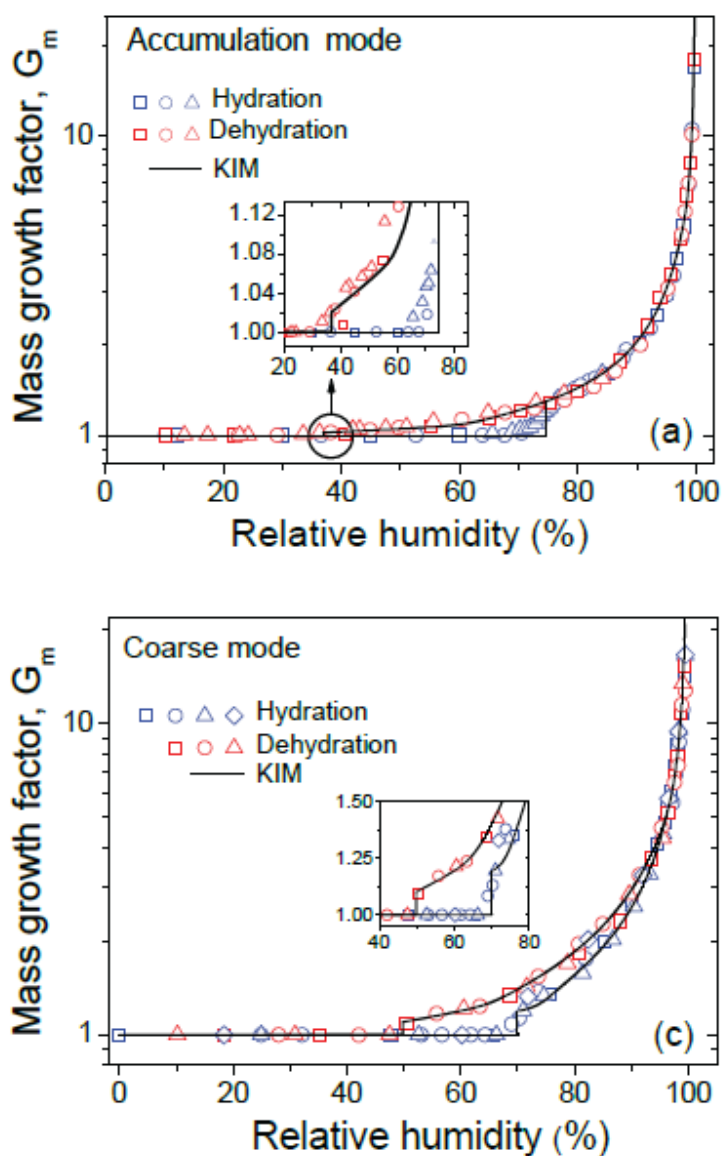 Accumulation mode
Hydration
Dehydration
KIM
Mass growth factor, Gm
10
1
1.12
1.08
1.04
1.00
20 40 60 80
(a)
0 20 40 60 80 100
Relative humidity (%)
Coarse mode
Hydration
Dehydration
KIM
Mass growth factor, Gm
10
1
1.50
1.25
1.00
40 60 80
(c)
0 20 40 60 80 100
Relative humidity (%)